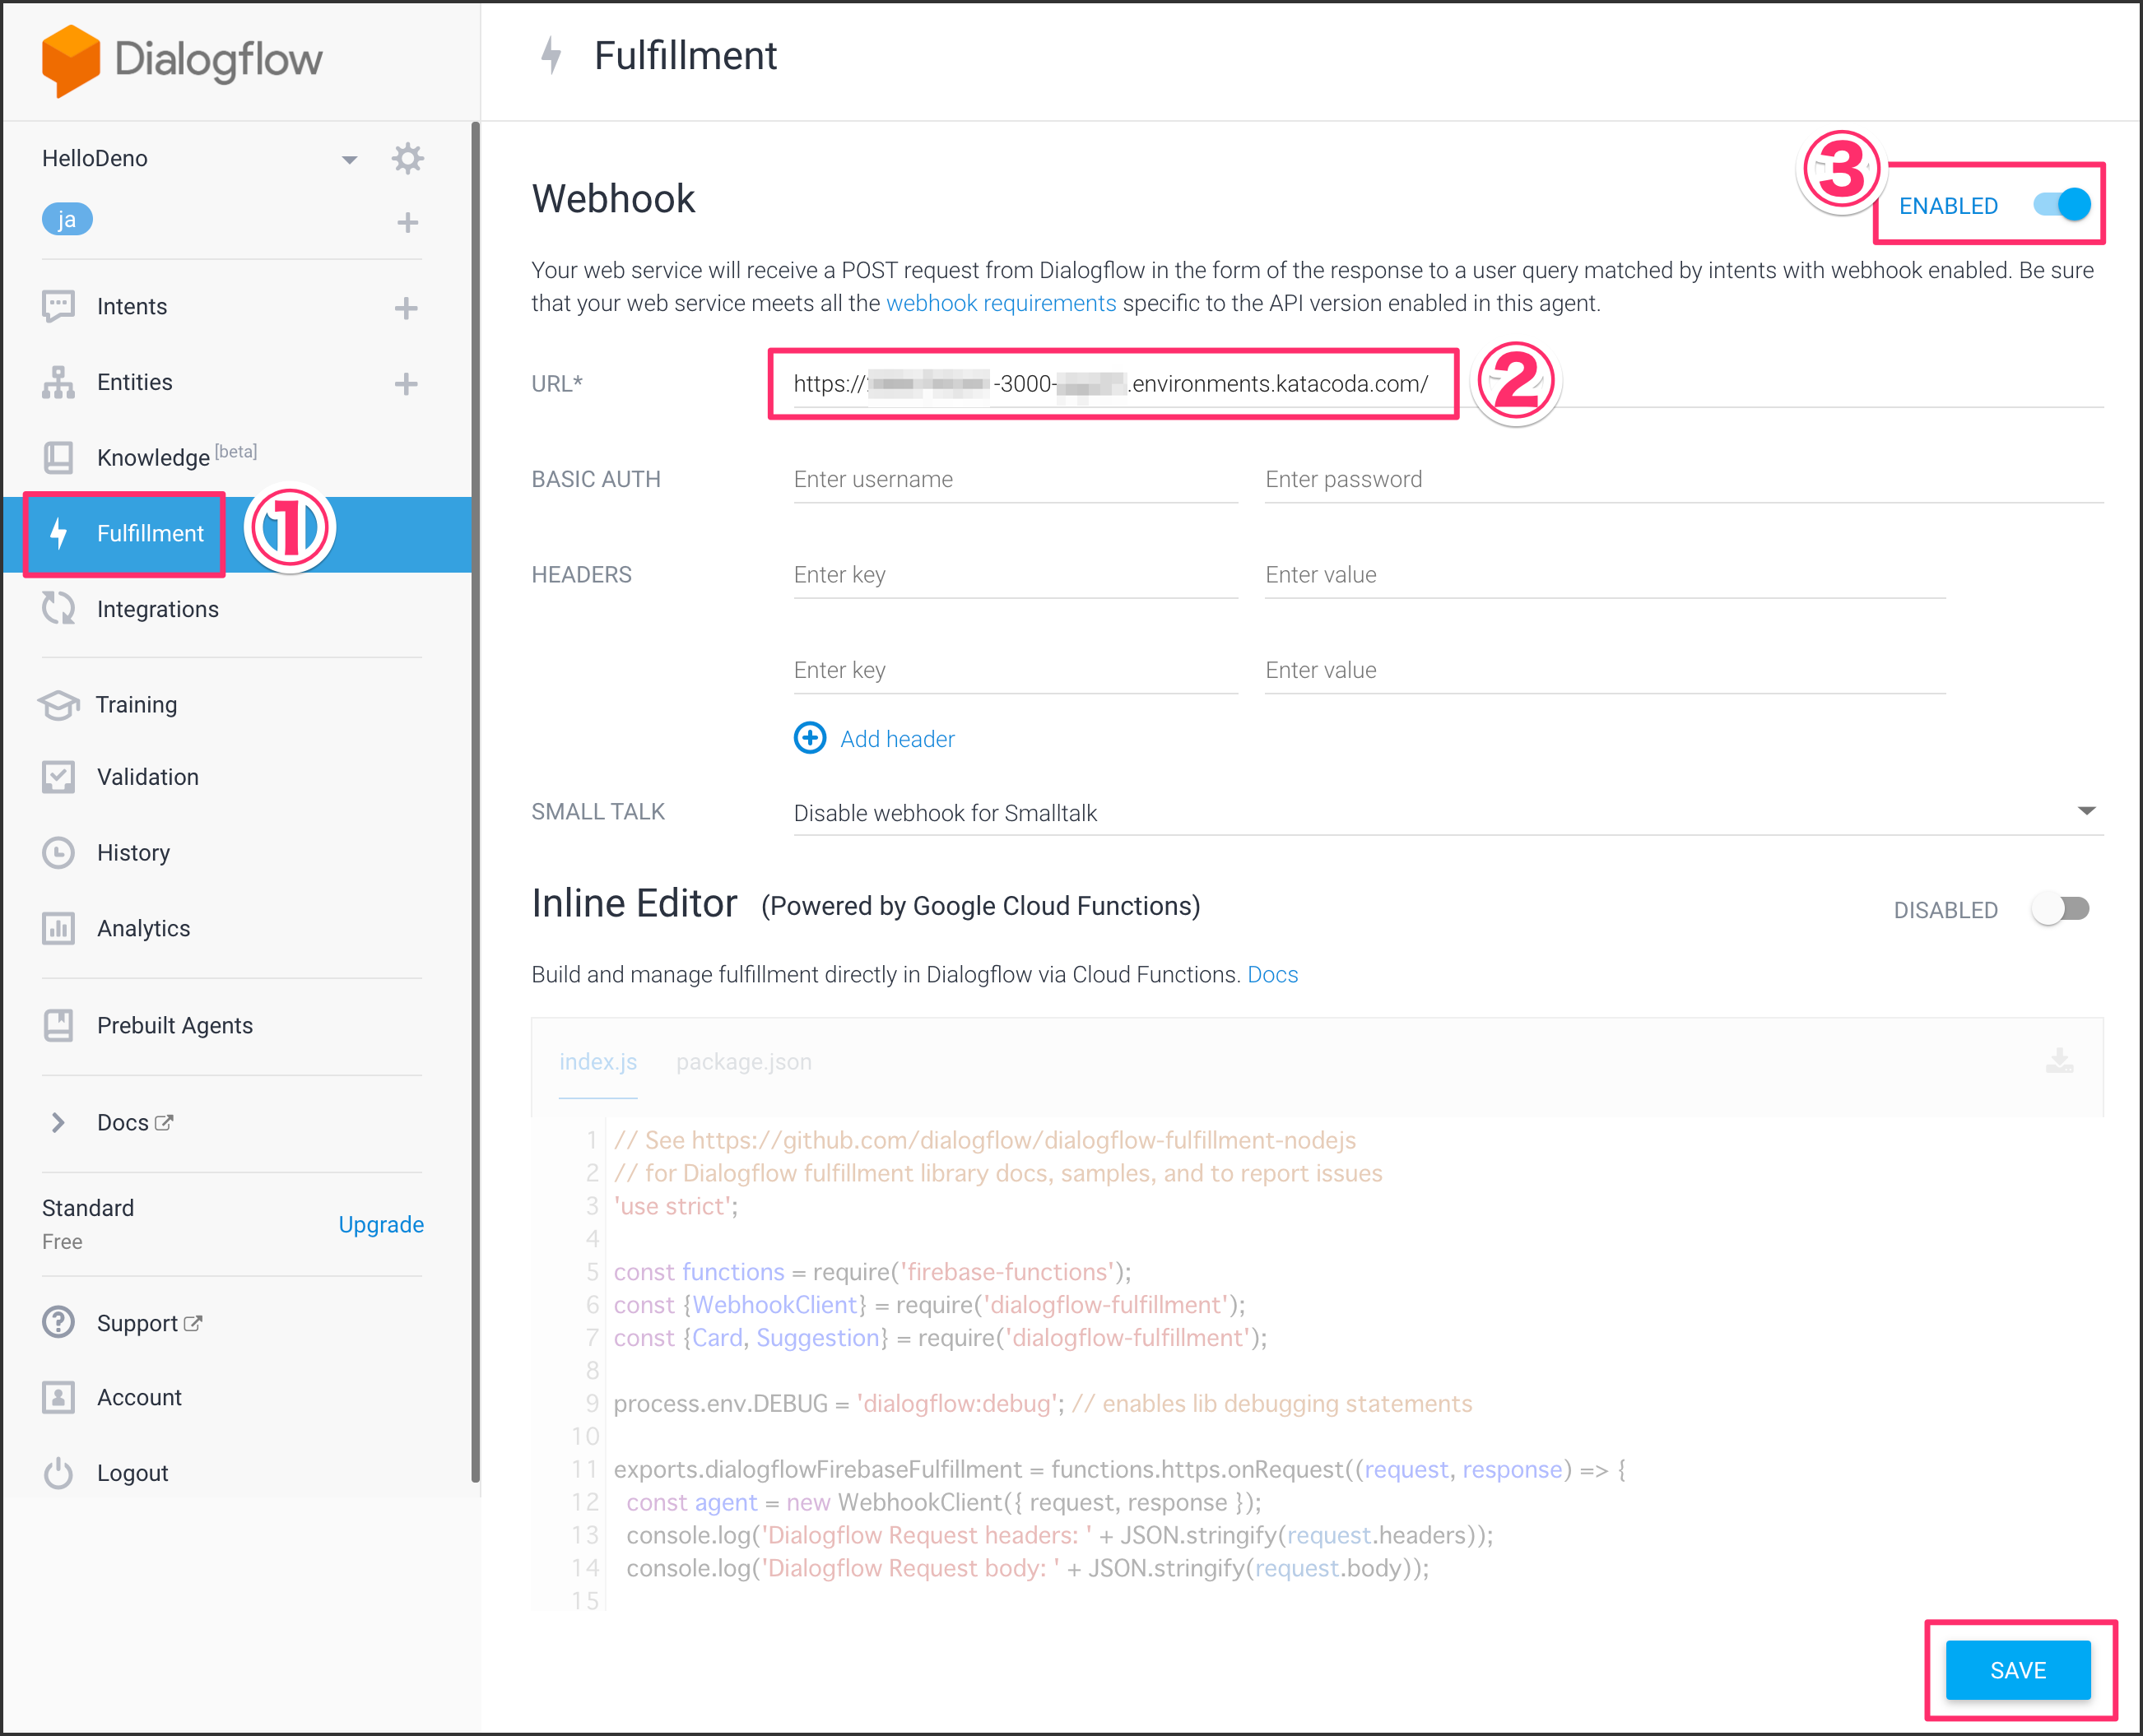 Dialogflow
HelloDeno
ja
Intents
Entities
Knowledge [beta]
Fulfillment
①
Integrations
Training
Validation
History
Analytics
Prebuilt Agents
Docs
Standard
Free
Upgrade
Support
Account
Logout
Fulfillment
Webhook
③
ENABLED
Your web service will receive a POST request from Dialogflow in the form of the response to a user query matched by intents with webhook enabled. Be sure
that your web service meets all the webhook requirements specific to the API version enabled in this agent.
URL*
https:// -3000- .environments.katacoda.com/
②
BASIC AUTH
Enter username
Enter password
HEADERS
Enter key
Enter value
Enter key
Enter value
Add header
SMALL TALK
Disable webhook for Smalltalk
Inline Editor (Powered by Google Cloud Functions)
DISABLED
Build and manage fulfillment directly in Dialogflow via Cloud Functions. Docs
index.js
package.json
1 // See https://github.com/dialogflow/dialogflow-fulfillment-nodejs
2 // for Dialogflow fulfillment library docs, samples, and to report issues
3 'use strict';
4
5 const functions = require('firebase-functions');
6 const {WebhookClient} = require('dialogflow-fulfillment');
7 const {Card, Suggestion} = require('dialogflow-fulfillment');
8
9 process.env.DEBUG = 'dialogflow:debug'; // enables lib debugging statements
10
11 exports.dialogflowFirebaseFulfillment = functions.https.onRequest((request, response) => {
12 const agent = new WebhookClient({ request, response });
13 console.log('Dialogflow Request headers: ' + JSON.stringify(request.headers));
14 console.log('Dialogflow Request body: ' + JSON.stringify(request.body));
15
SAVE